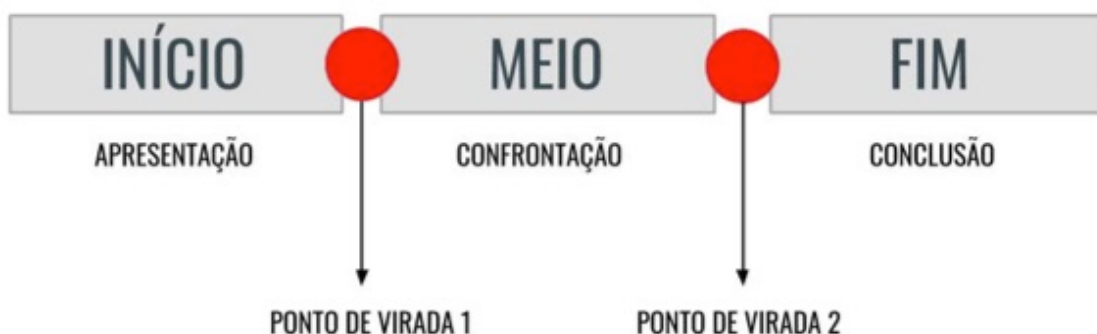 INÍCIO MEIO FIM
APRESENTAÇÃO CONFRONTAÇÃO CONCLUSÃO
PONTO DE VIRADA 1 PONTO DE VIRADA 2